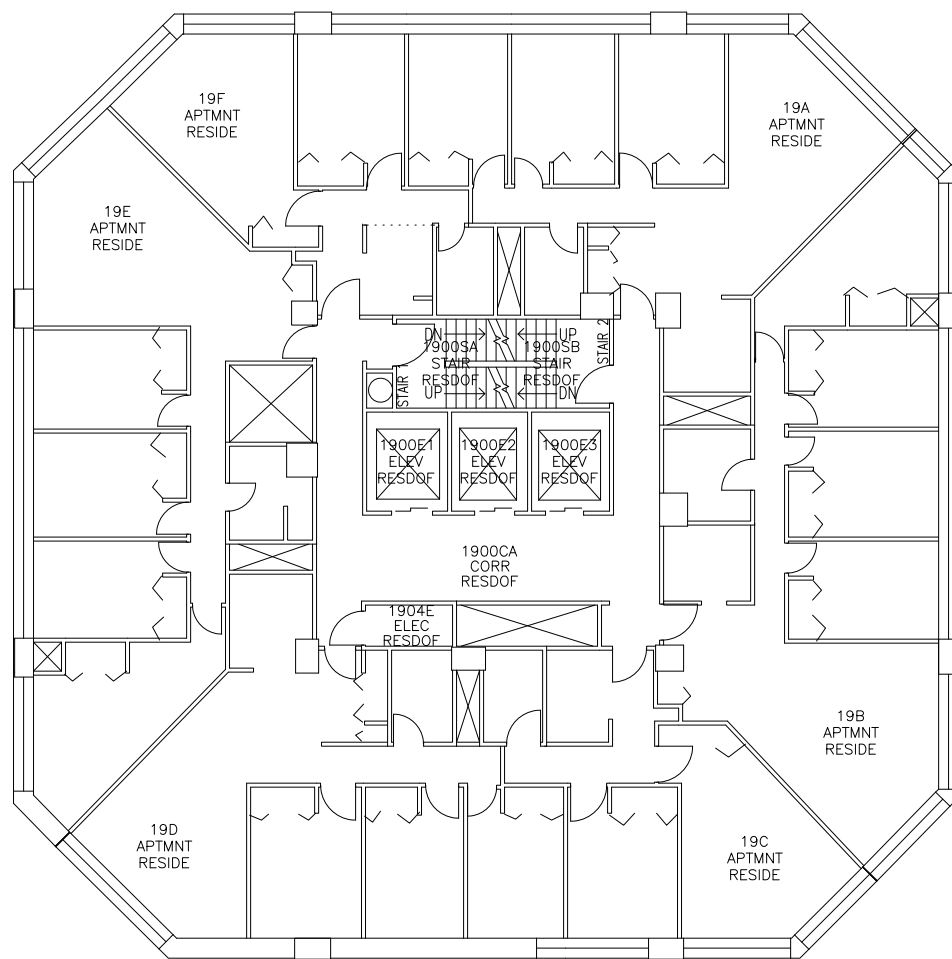 19F
APTMNT
RESIDE
19A
APTMNT
RESIDE
19E
APTMNT
RESIDE
DN
UP
1900SA
STAIR
RESDOF
1900SB
STAIR
RESDOF
STAIR 2
STAIR
UP
DN
1900E1
ELEV
RESDOF
1900E2
ELEV
RESDOF
1900E3
ELEV
RESDOF
1900CA
CORR
RESDOF
1904E
ELEC
RESDOF
19B
APTMNT
RESIDE
19D
APTMNT
RESIDE
19C
APTMNT
RESIDE